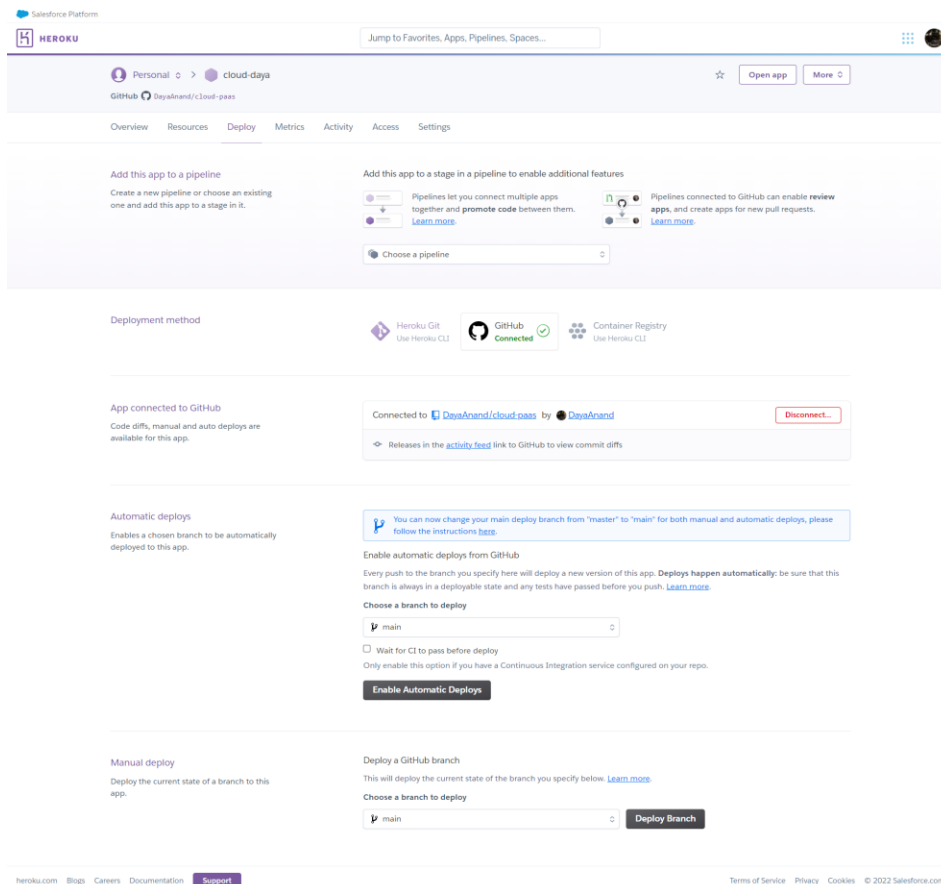 Salesforce Platform
HEROKU
Jump to Favorites, Apps, Pipelines, Spaces...
Personal > cloud-daya
Open app
More
GitHub DayaAnand/cloud-paas
Overview Resources Deploy Metrics Activity Access Settings
Add this app to a pipeline
Create a new pipeline or choose an existing
one and add this app to a stage in it.
Add this app to a stage in a pipeline to enable additional features
Pipelines let you connect multiple apps
together and promote code between them.
Learn more.
Pipelines connected to GitHub can enable review
apps, and create apps for new pull requests.
Learn more.
Choose a pipeline
Deployment method
Heroku Git
Use Heroku CLI
GitHub
Connected
Container Registry
Use Heroku CLI
App connected to GitHub
Code diffs, manual and auto deploys are
available for this app.
Connected to DayaAnand/cloud-paas by DayaAnand
Disconnect...
Releases in the activity feed link to GitHub to view commit diffs
Automatic deploys
Enables a chosen branch to be automatically
deployed to this app.
You can now change your main deploy branch from "master" to "main" for both manual and automatic deploys, please
follow the instructions here.
Enable automatic deploys from GitHub
Every push to the branch you specify here will deploy a new version of this app. Deploys happen automatically: be sure that this
branch is always in a deployable state and any tests have passed before you push. Learn more.
Choose a branch to deploy
main
Wait for CI to pass before deploy
Only enable this option if you have a Continuous Integration service configured on your repo.
Enable Automatic Deploys
Manual deploy
Deploy the current state of a branch to this
app.
Deploy a GitHub branch
This will deploy the current state of the branch you specify below. Learn more.
Choose a branch to deploy
main
Deploy Branch
heroku.com Blogs Careers Documentation Support
Terms of Service Privacy Cookies © 2022 Salesforce.com